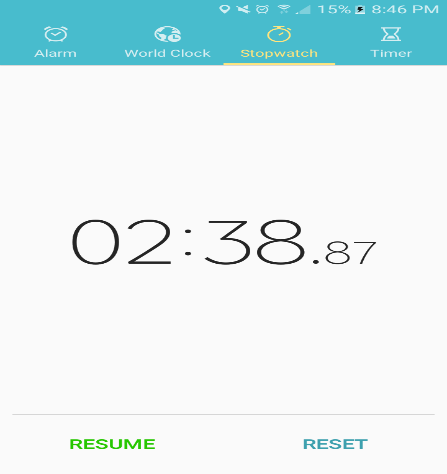 15% 8:46 PM
Alarm World Clock Stopwatch Timer
02:38.87
RESUME RESET